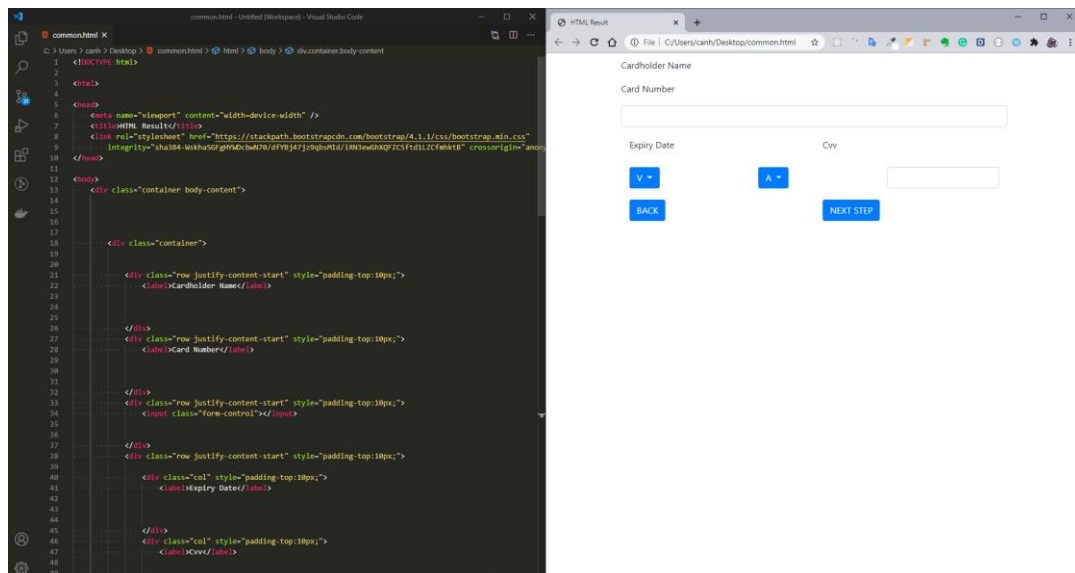 common.html - Untitled (Workspace) - Visual Studio Code
common.html
C: > Users > canh > Desktop > common.html > html > body > div.container.body-content
1 <!DOCTYPE html>
2
3 <html>
4
5 <head>
6 <meta name="viewport" content="width=device-width" />
7 <title>HTML Result</title>
8 <link rel="stylesheet" href="https://stackpath.bootstrapcdn.com/bootstrap/4.1.1/css/bootstrap.min.css"
9 crossorigin="anony
10 </head>
11
12 <body>
13 <div class="container body-content">
14
15
16
17
18 <div class="container">
19
20
21 <div class="row justify-content-start" style="padding-top:10px;">
22 <label>Cardholder Name</label>
23
24
25
26 </div>
27 <div class="row justify-content-start" style="padding-top:10px;">
28 <label>Card Number</label>
29
30
31
32 </div>
33 <div class="row justify-content-start" style="padding-top:10px;">
34 <input class="form-control"></input>
35
36
37 </div>
38 <div class="row justify-content-start" style="padding-top:10px;">
39
40 <div class="col" style="padding-top:10px;">
41 <label>Expiry Date</label>
42
43
44
45 </div>
46 <div class="col" style="padding-top:10px;">
47 <label>Cvv</label>
48
HTML Result
File | C:/Users/canh/Desktop/common.html
Cardholder Name
Card Number
Expiry Date Cvv
V A
BACK NEXT STEP